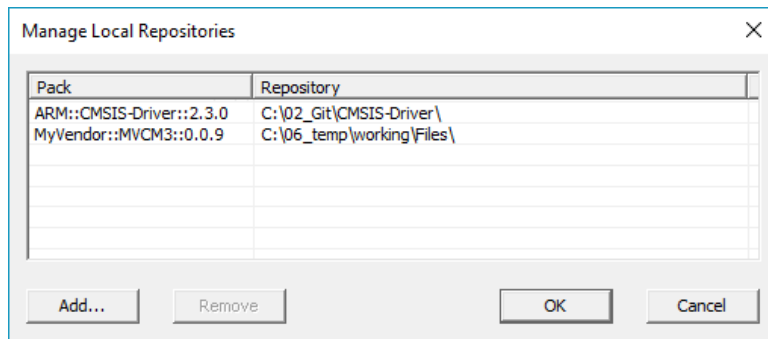 Manage Local Repositories
Pack Repository
ARM::CMSIS-Driver::2.3.0 C:\02_Git\CMSIS-Driver\
MyVendor::MVCM3::0.0.9 C:\06_temp\working\Files\
Add... Remove OK Cancel